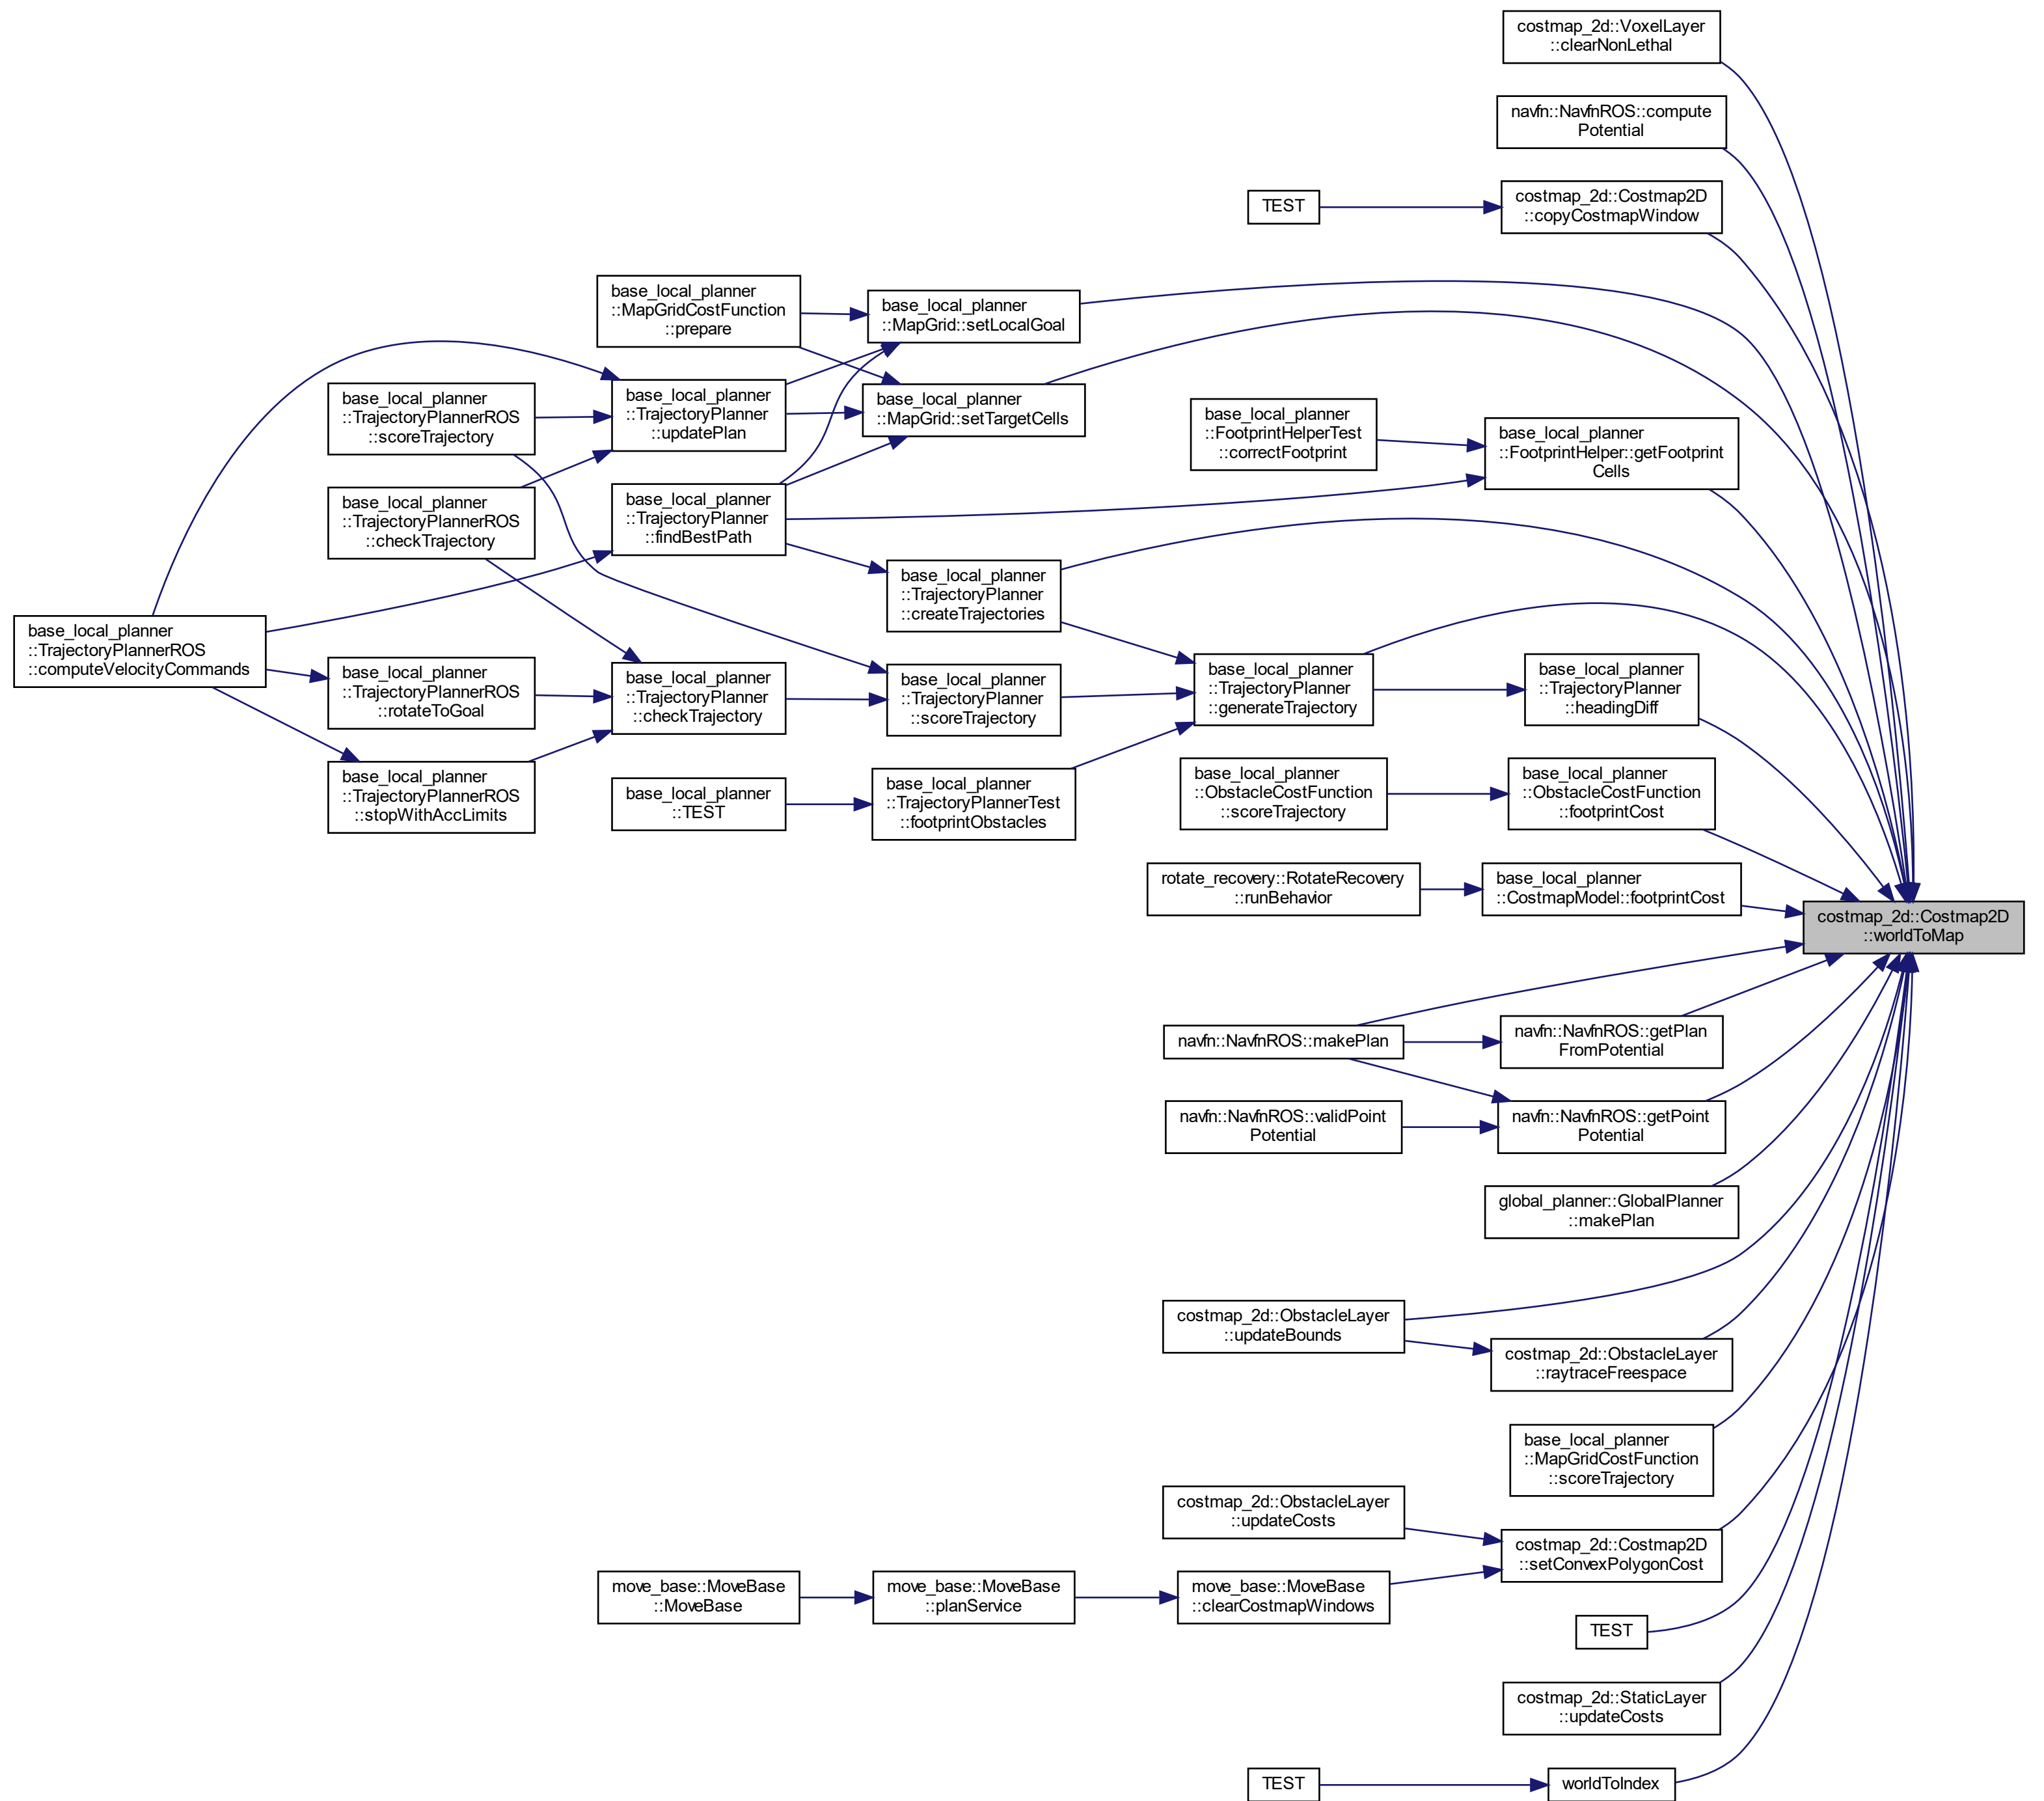 costmap_2d::VoxelLayer
::clearNonLethal
navfn::NavfnROS::compute
Potential
TEST
costmap_2d::Costmap2D
::copyCostmapWindow
base_local_planner
::MapGridCostFunction
::prepare
base_local_planner
::MapGrid::setLocalGoal
base_local_planner
::TrajectoryPlannerROS
::scoreTrajectory
base_local_planner
::TrajectoryPlanner
::updatePlan
base_local_planner
::MapGrid::setTargetCells
base_local_planner
::FootprintHelperTest
::correctFootprint
base_local_planner
::FootprintHelper::getFootprint
Cells
base_local_planner
::TrajectoryPlannerROS
::checkTrajectory
base_local_planner
::TrajectoryPlanner
::findBestPath
base_local_planner
::TrajectoryPlanner
::createTrajectories
base_local_planner
::TrajectoryPlannerROS
::computeVelocityCommands
base_local_planner
::TrajectoryPlannerROS
::rotateToGoal
base_local_planner
::TrajectoryPlanner
::checkTrajectory
base_local_planner
::TrajectoryPlanner
::scoreTrajectory
base_local_planner
::TrajectoryPlanner
::generateTrajectory
base_local_planner
::TrajectoryPlanner
::headingDiff
base_local_planner
::TrajectoryPlannerROS
::stopWithAccLimits
base_local_planner
::TEST
base_local_planner
::TrajectoryPlannerTest
::footprintObstacles
base_local_planner
::ObstacleCostFunction
::scoreTrajectory
base_local_planner
::ObstacleCostFunction
::footprintCost
rotate_recovery::RotateRecovery
::runBehavior
base_local_planner
::CostmapModel::footprintCost
costmap_2d::Costmap2D
::worldToMap
navfn::NavfnROS::makePlan
navfn::NavfnROS::getPlan
FromPotential
navfn::NavfnROS::validPoint
Potential
navfn::NavfnROS::getPoint
Potential
global_planner::GlobalPlanner
::makePlan
costmap_2d::ObstacleLayer
::updateBounds
costmap_2d::ObstacleLayer
::raytraceFreespace
base_local_planner
::MapGridCostFunction
::scoreTrajectory
costmap_2d::ObstacleLayer
::updateCosts
costmap_2d::Costmap2D
::setConvexPolygonCost
move_base::MoveBase
::MoveBase
move_base::MoveBase
::planService
move_base::MoveBase
::clearCostmapWindows
TEST
costmap_2d::StaticLayer
::updateCosts
TEST
worldToIndex